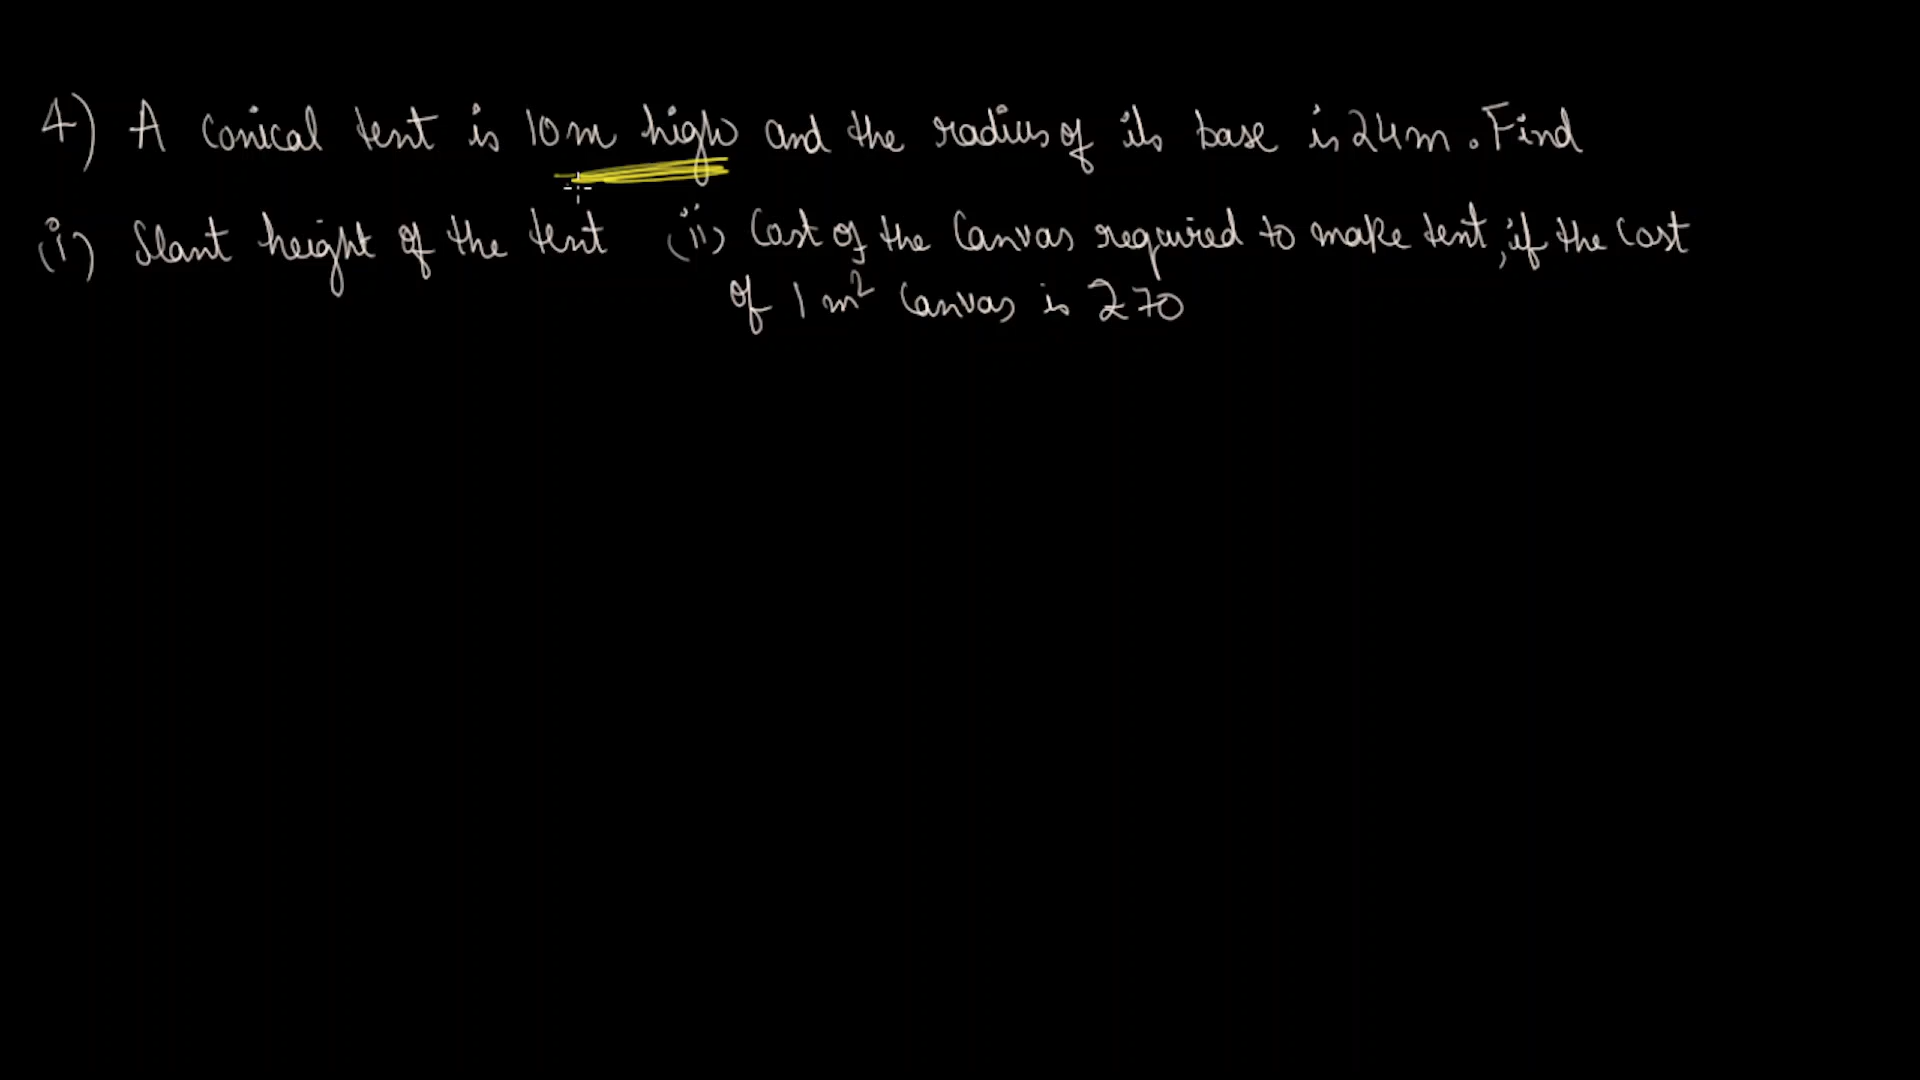 4) A Conical tent is 10m high and the radius of its base is 24m. Find
(i) Slant height of the tent (ii) Cost of the Canvas required to make tent, if the Cost
of 1 m² Canvas is 270